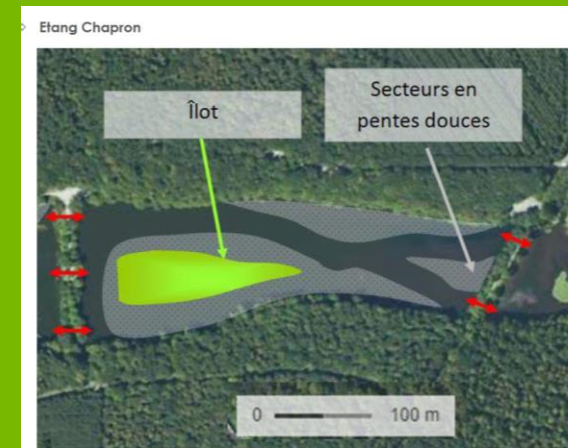 Etang Chapron
Îlot
Secteurs en
pentes douces
0 100 m